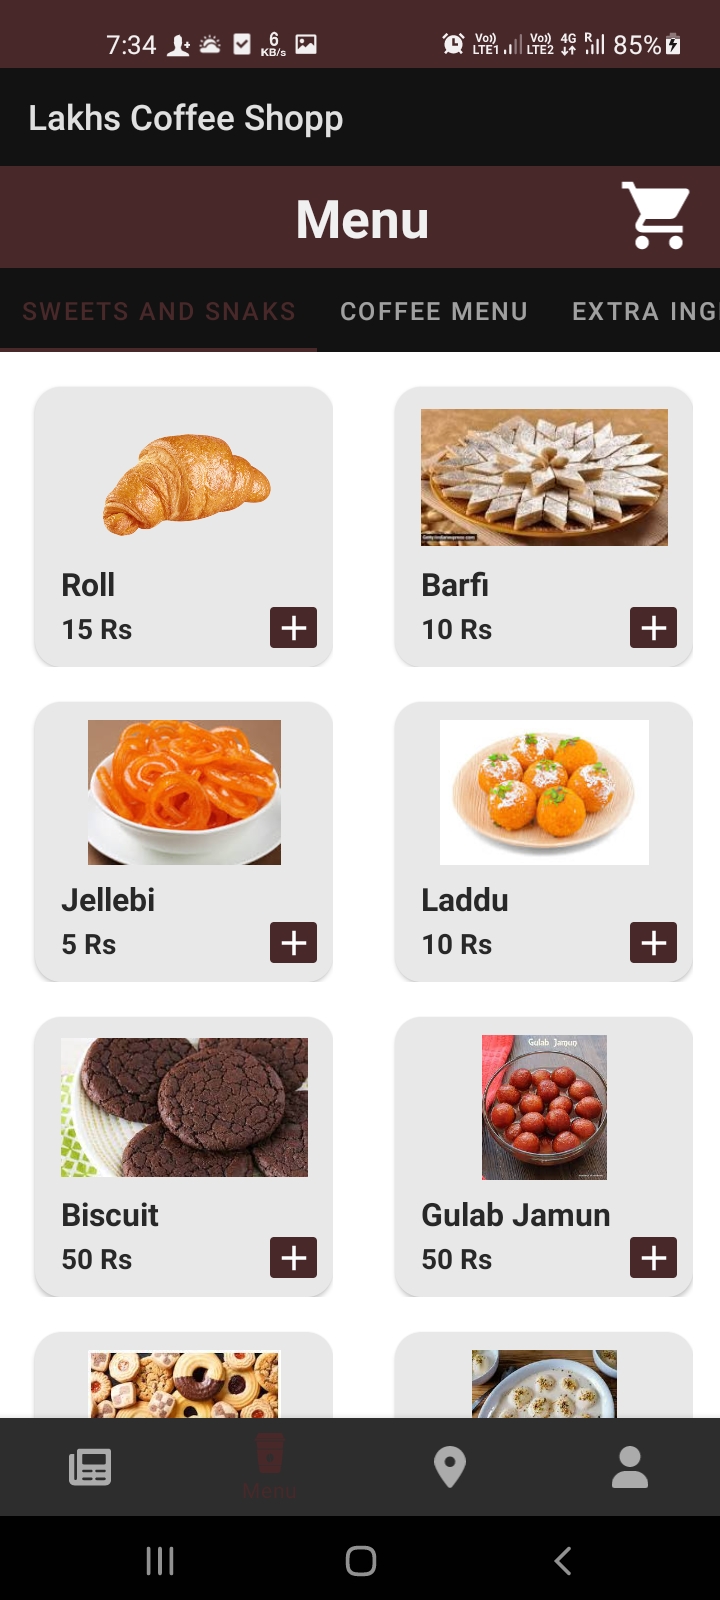 7:34 6 KB/s Vo)) LTE1 Vo)) LTE2 4G R 85%
Lakhs Coffee Shopp
Menu
SWEETS AND SNAKS COFFEE MENU EXTRA ING
Roll Barfi
15 Rs 10 Rs
Jellebi Laddu
5 Rs 10 Rs
Gulab Jamun
Biscuit Gulab Jamun
50 Rs 50 Rs
Menu